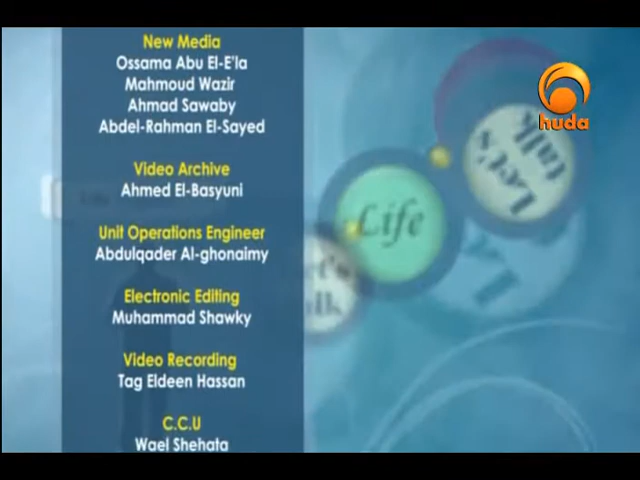 New Media
Ossama Abu El-E'la
Mahmoud Wazir
Ahmad Sawaby
Abdel-Rahman El-Sayed
Video Archive
Ahmed El-Basyuni
Unit Operations Engineer
Abdulqader Al-ghonaimy
Electronic Editing
Muhammad Shawky
Video Recording
Tag Eldeen Hassan
C.C.U
Wael Shehata
huda
Let's
talk
Life